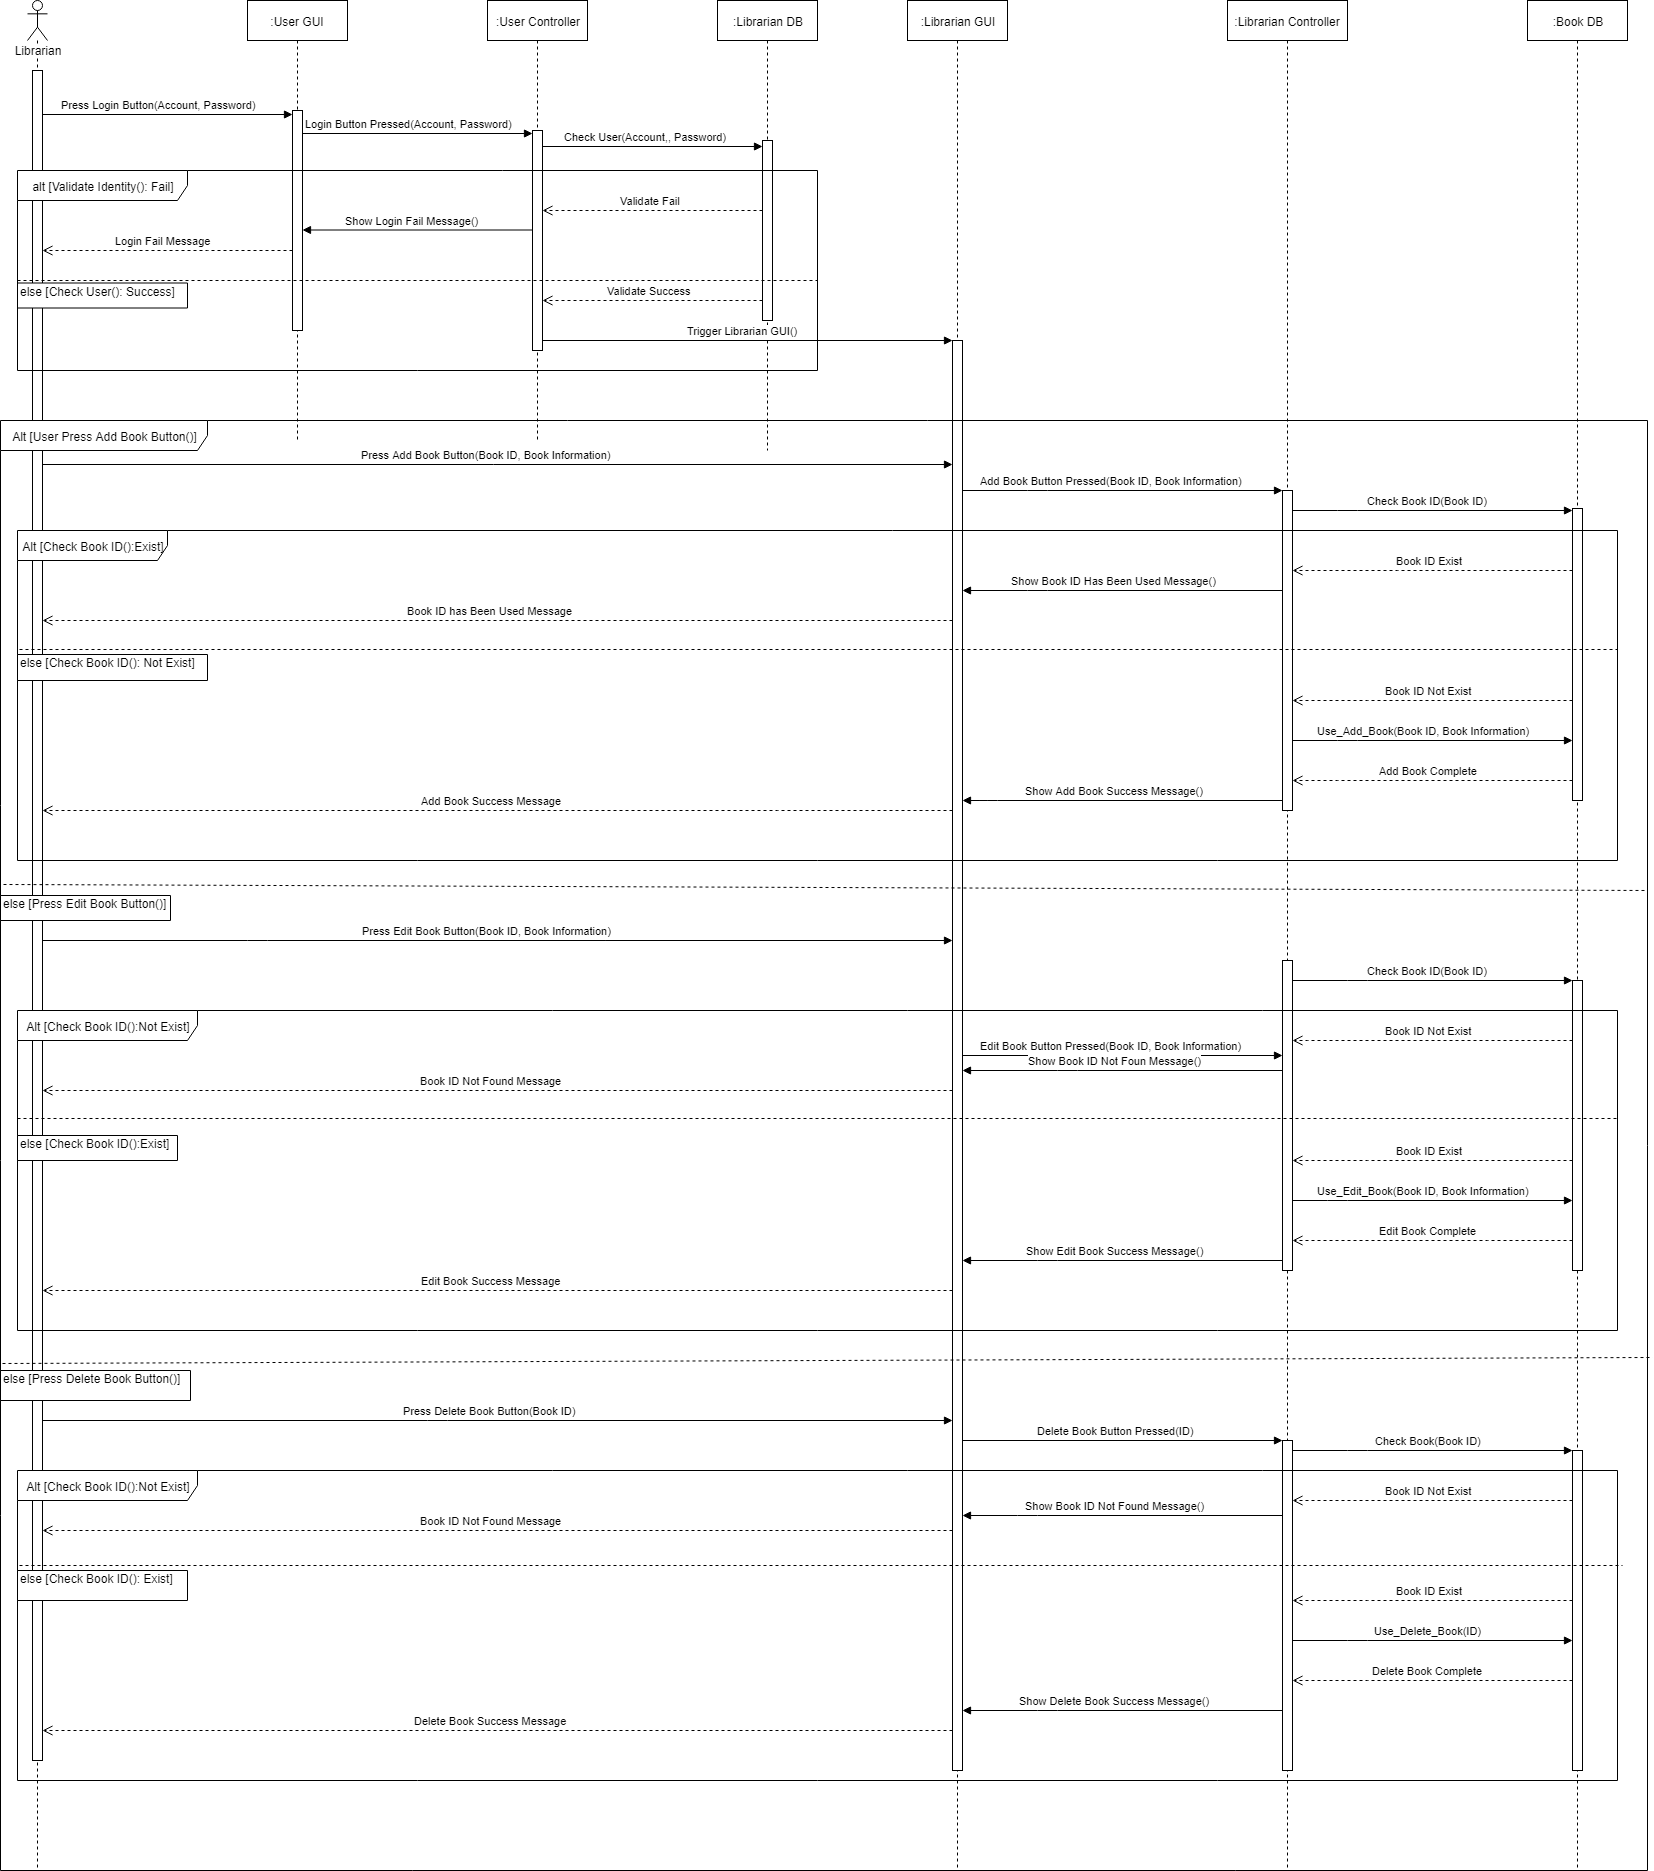 Librarian
:User GUI
:User Controller
:Librarian DB
:Librarian GUI
:Librarian Controller
:Book DB
Press Login Button(Account, Password)
Login Button Pressed(Account, Password)
Check User(Account,, Password)
alt [Validate Identity(): Fail]
Validate Fail
Show Login Fail Message()
Login Fail Message
else [Check User(): Success]
Validate Success
Trigger Librarian GUI()
Alt [User Press Add Book Button()]
Press Add Book Button(Book ID, Book Information)
Add Book Button Pressed(Book ID, Book Information)
Check Book ID(Book ID)
Alt [Check Book ID():Exist]
Book ID Exist
Show Book ID Has Been Used Message()
Book ID has Been Used Message
else [Check Book ID(): Not Exist]
Book ID Not Exist
Use_Add_Book(Book ID, Book Information)
Add Book Complete
Show Add Book Success Message()
Add Book Success Message
else [Press Edit Book Button()]
Press Edit Book Button(Book ID, Book Information)
Check Book ID(Book ID)
Alt [Check Book ID():Not Exist]
Book ID Not Exist
Edit Book Button Pressed(Book ID, Book Information)
Show Book ID Not Foun Message()
Book ID Not Found Message
else [Check Book ID():Exist]
Book ID Exist
Use_Edit_Book(Book ID, Book Information)
Edit Book Complete
Show Edit Book Success Message()
Edit Book Success Message
else [Press Delete Book Button()]
Press Delete Book Button(Book ID)
Delete Book Button Pressed(ID)
Check Book(Book ID)
Alt [Check Book ID():Not Exist]
Book ID Not Exist
Show Book ID Not Found Message()
Book ID Not Found Message
else [Check Book ID(): Exist]
Book ID Exist
Use_Delete_Book(ID)
Delete Book Complete
Show Delete Book Success Message()
Delete Book Success Message